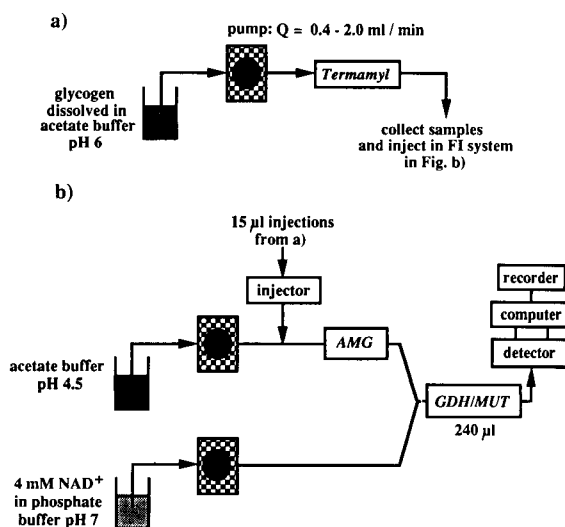 a)
pump: Q = 0.4 - 2.0 ml / min
Termamyl
glycogen
dissolved in
acetate buffer
pH 6
collect samples
and inject in FI system
in Fig. b)
b)
15 µl injections
from a)
injector
recorder
computer
detector
AMG
acetate buffer
pH 4.5
GDH/MUT
240 µl
4 mM NAD+
in phosphate
buffer pH 7